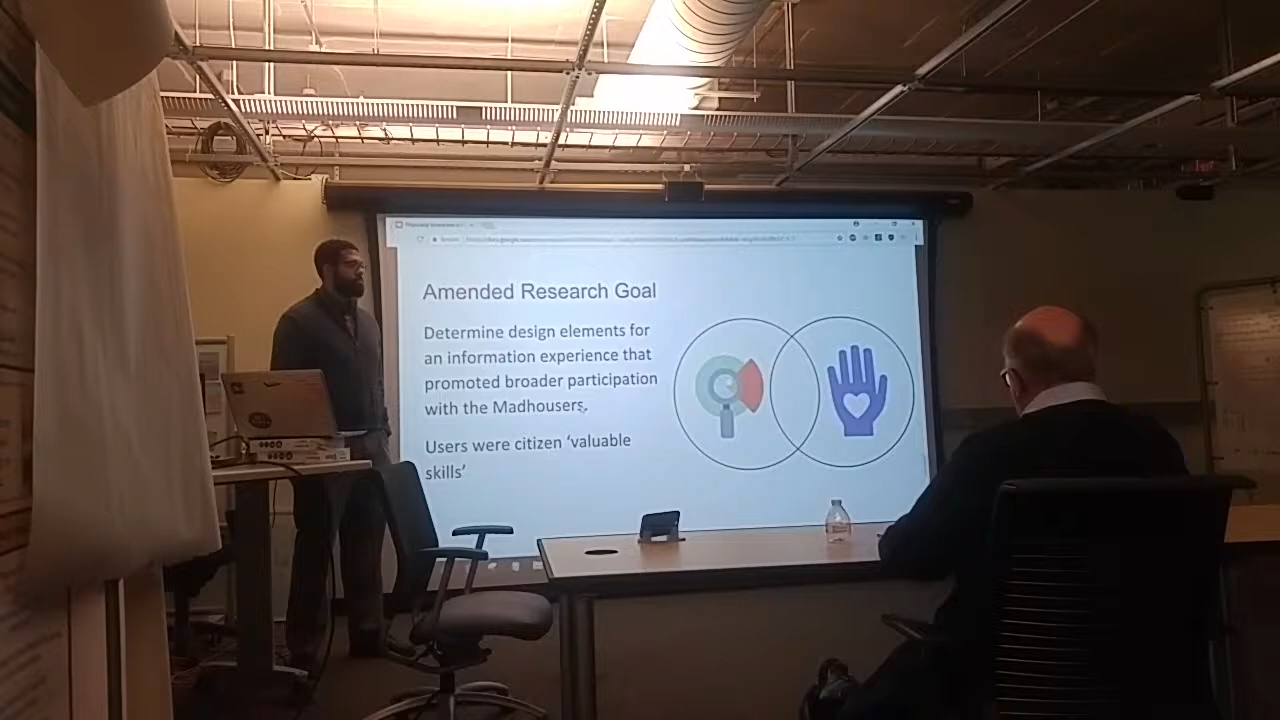 Amended Research Goal
Determine design elements for
an information experience that
promoted broader participation
with the Madhousers.
Users were citizen ‘valuable
skills’